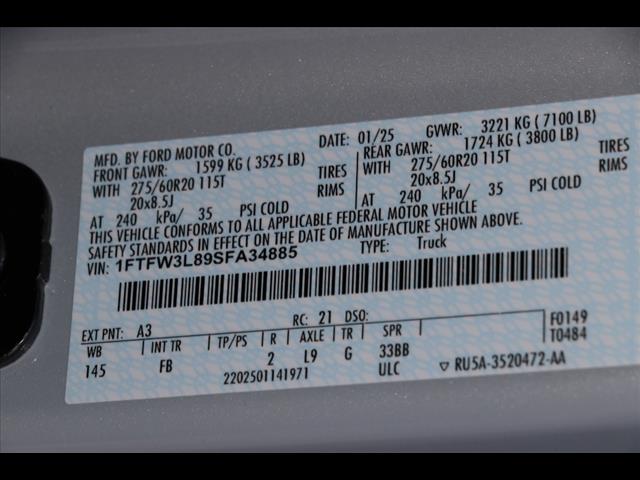 MFD. BY FORD MOTOR CO.
DATE: 01/25 GVWR: 3221 KG ( 7100 LB)
FRONT GAWR: 1599 KG ( 3525 LB)
REAR GAWR: 1724 KG ( 3800 LB)
WITH 275/60R20 115T TIRES
WITH 275/60R20 115T TIRES
20x8.5J RIMS
20x8.5J RIMS
AT 240 kPa/ 35 PSI COLD
AT 240 kPa/ 35 PSI COLD
THIS VEHICLE CONFORMS TO ALL APPLICABLE FEDERAL MOTOR VEHICLE
SAFETY STANDARDS IN EFFECT ON THE DATE OF MANUFACTURE SHOWN ABOVE.
VIN: 1FTFW3L89SFA34885 TYPE: Truck
EXT PNT: A3 RC: 21 DSO: F0149
WB INT TR TP/PS R AXLE TR SPR T0484
145 FB 2 L9 G 33BB
2202501141971 ULC ▽ RU5A-3520472-AA